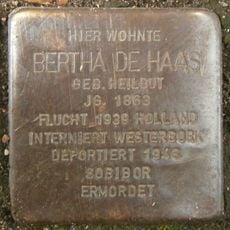 HIER WOHNTE
BERTHA DE HAAS
GEB. HEILBUT
JG. 1863
FLUCHT 1939 HOLLAND
INTERNIERT WESTERBORK
DEPORTIERT 1943
SOBIBOR
ERMORDET